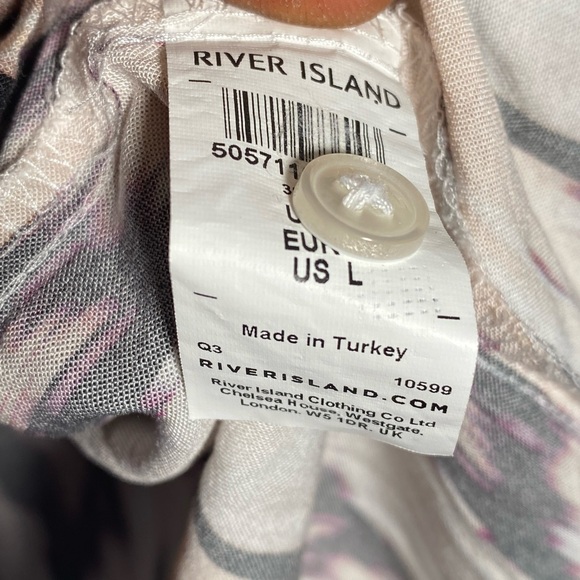 RIVER ISLAND
505711
EUR
US L
Made in Turkey
Q3 10599
RIVERISLAND.COM
River Island Clothing Co Ltd
Chelsea House, Westgate,
London. W5 1DR. UK